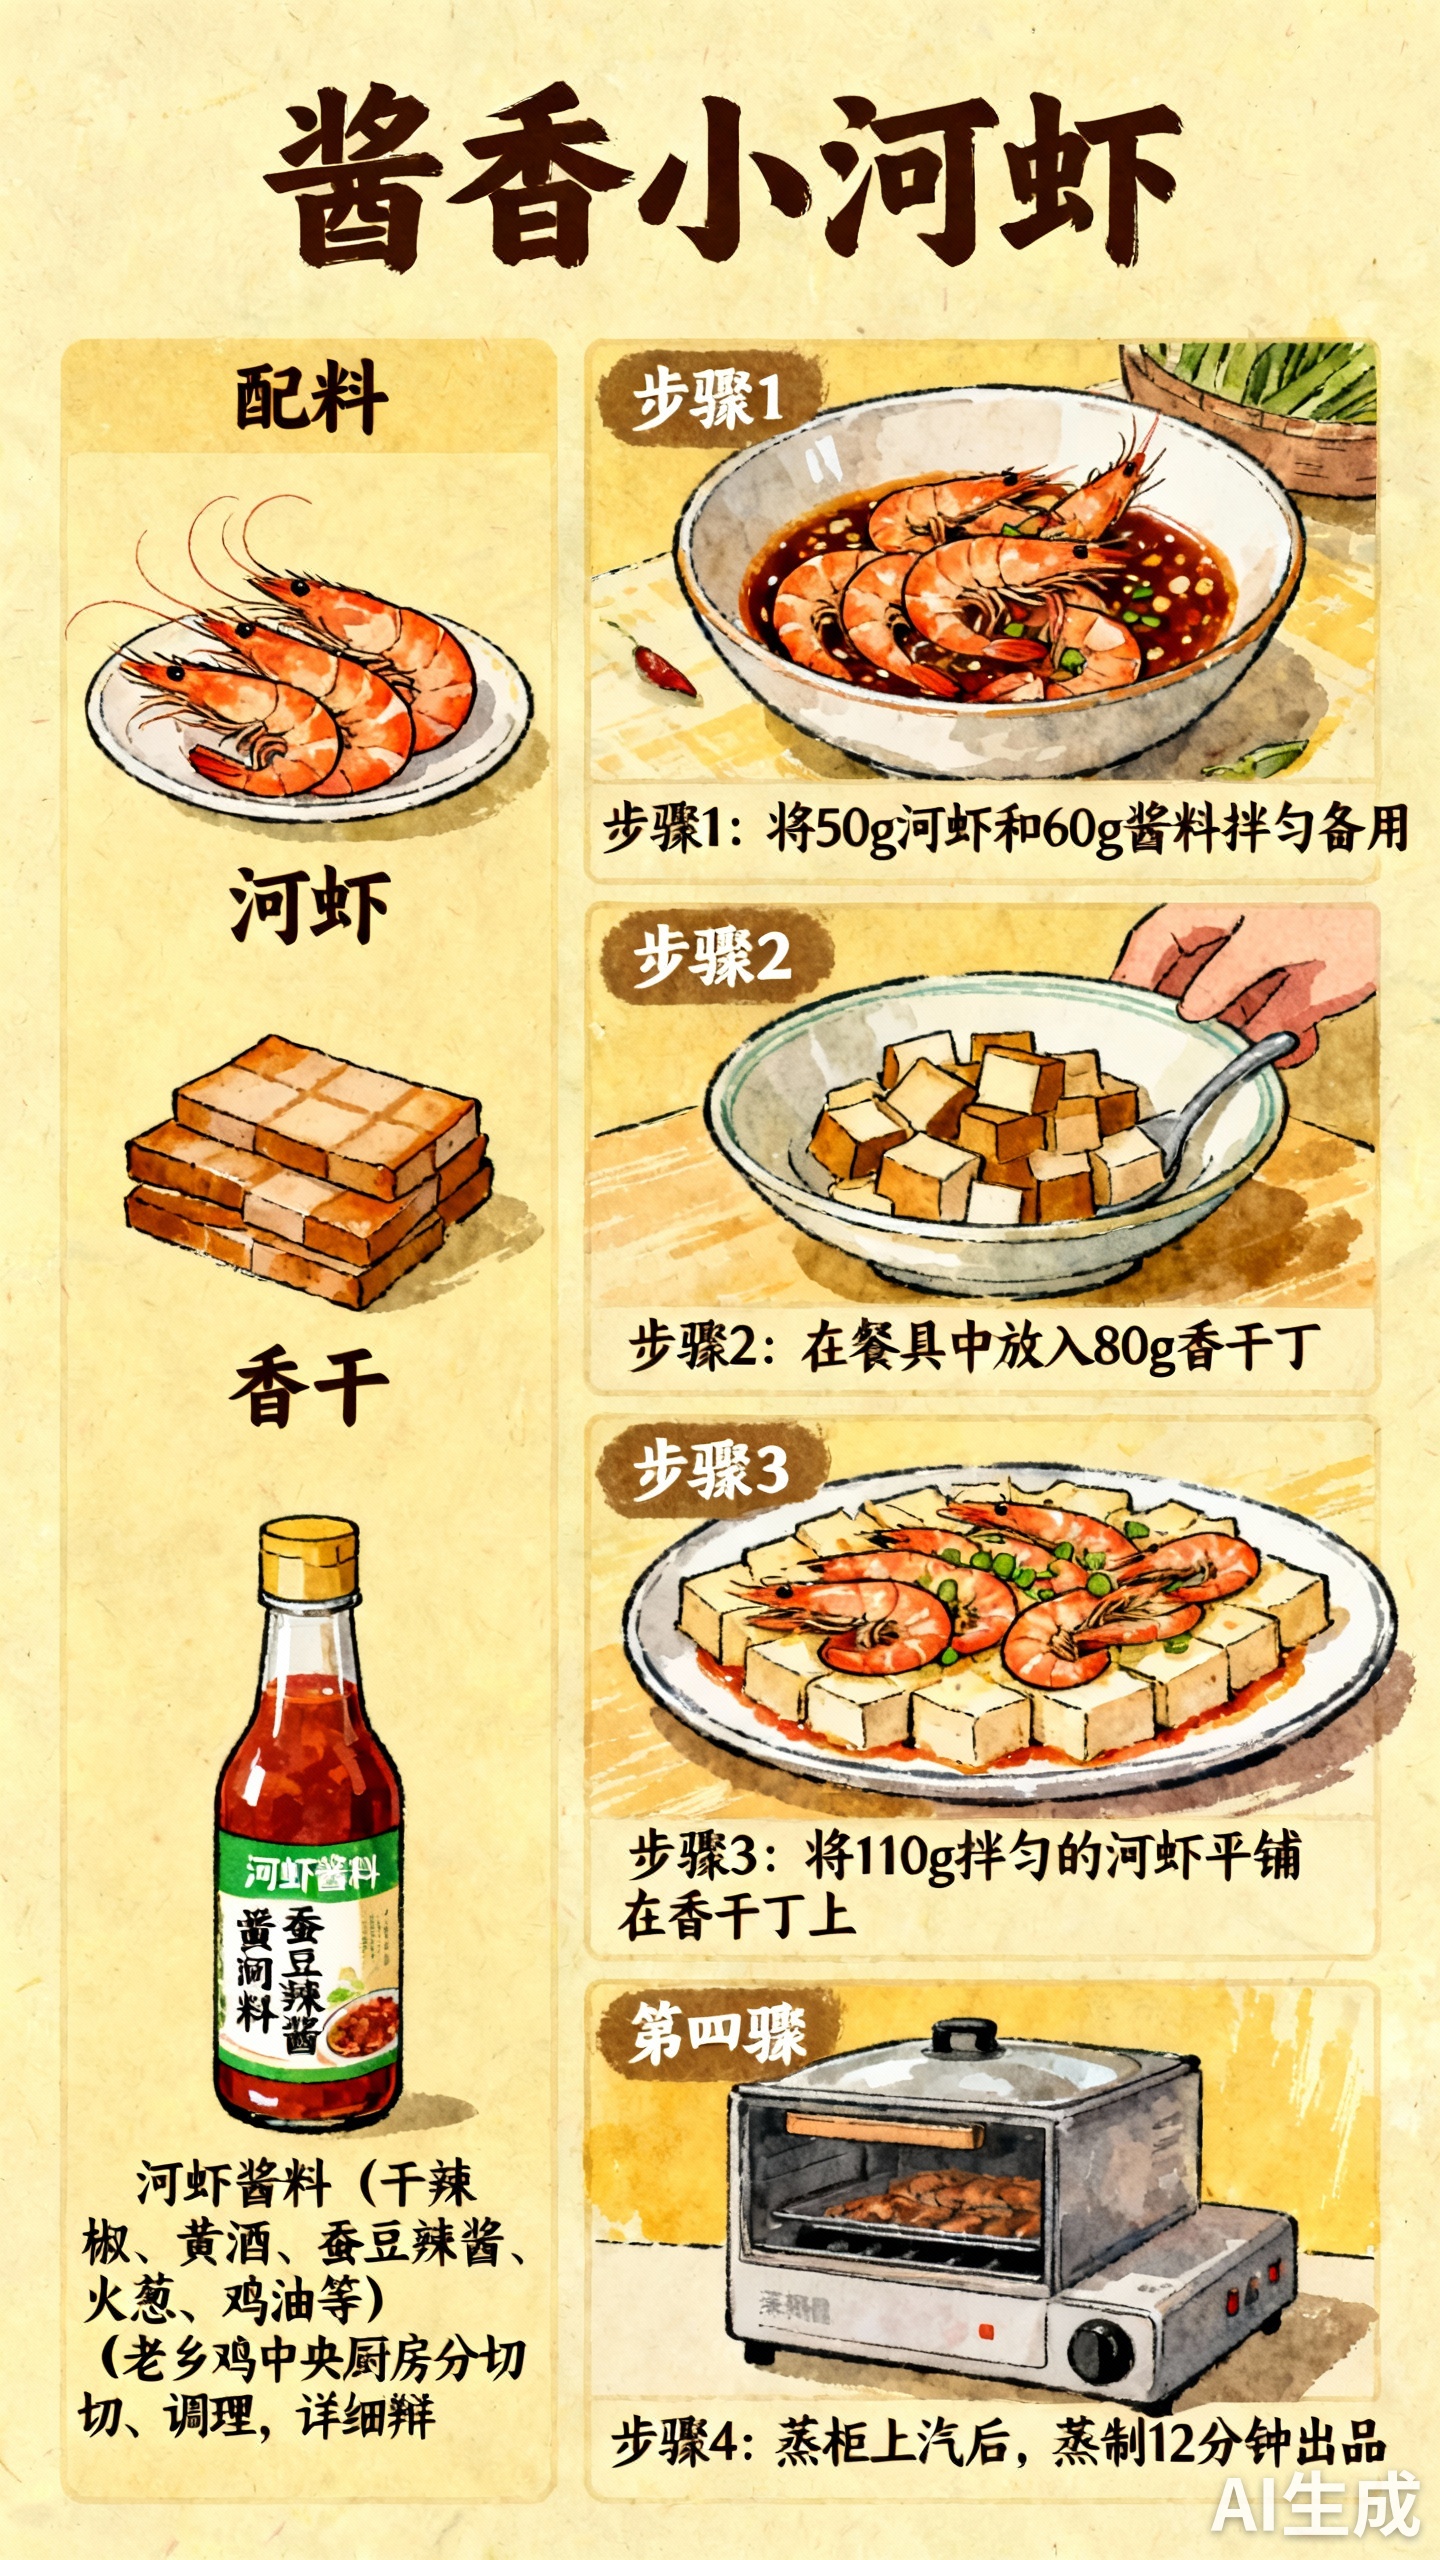 酱香小河虾
配料
河虾
香干
河虾酱料
蚕豆辣酱
河虾酱料（干辣
椒、黄酒、蚕豆辣酱、
火葱、鸡油等）
（老乡鸡中央厨房分切
切、调理，详细
步骤1
步骤1：将50g河虾和60g酱料拌匀备用
步骤2
步骤2：在餐具中放入80g香干丁
步骤3
步骤3：将110g拌匀的河虾平铺
在香干丁上
第四骤
步骤4：蒸柜上汽后，蒸制12分钟出品
AI生成